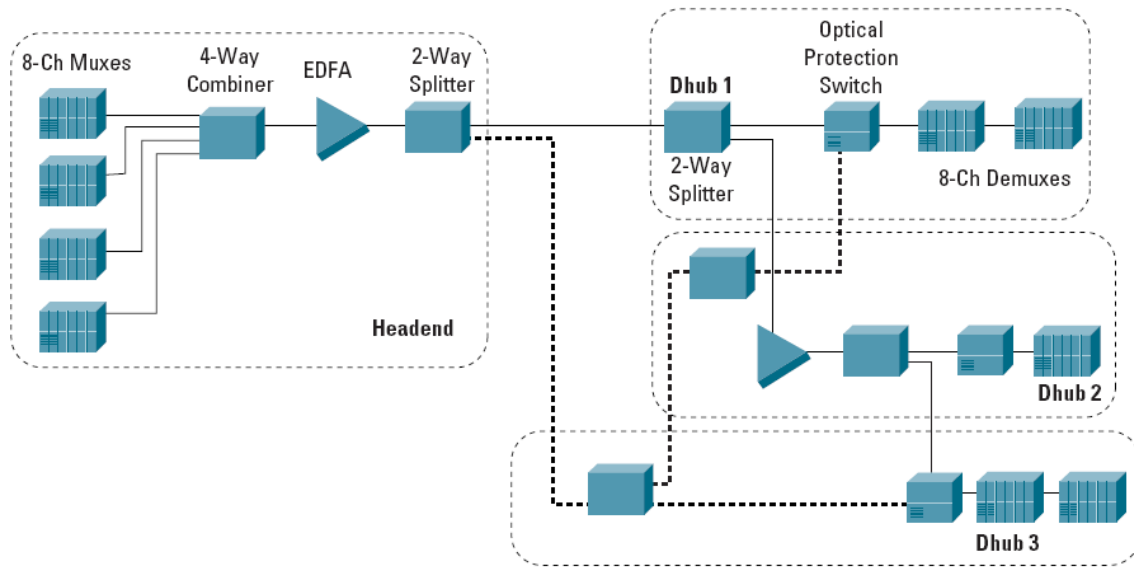 8-Ch Muxes
4-Way
Combiner
EDFA
2-Way
Splitter
Headend
Dhub 1
2-Way
Splitter
Optical
Protection
Switch
8-Ch Demuxes
Dhub 2
Dhub 3